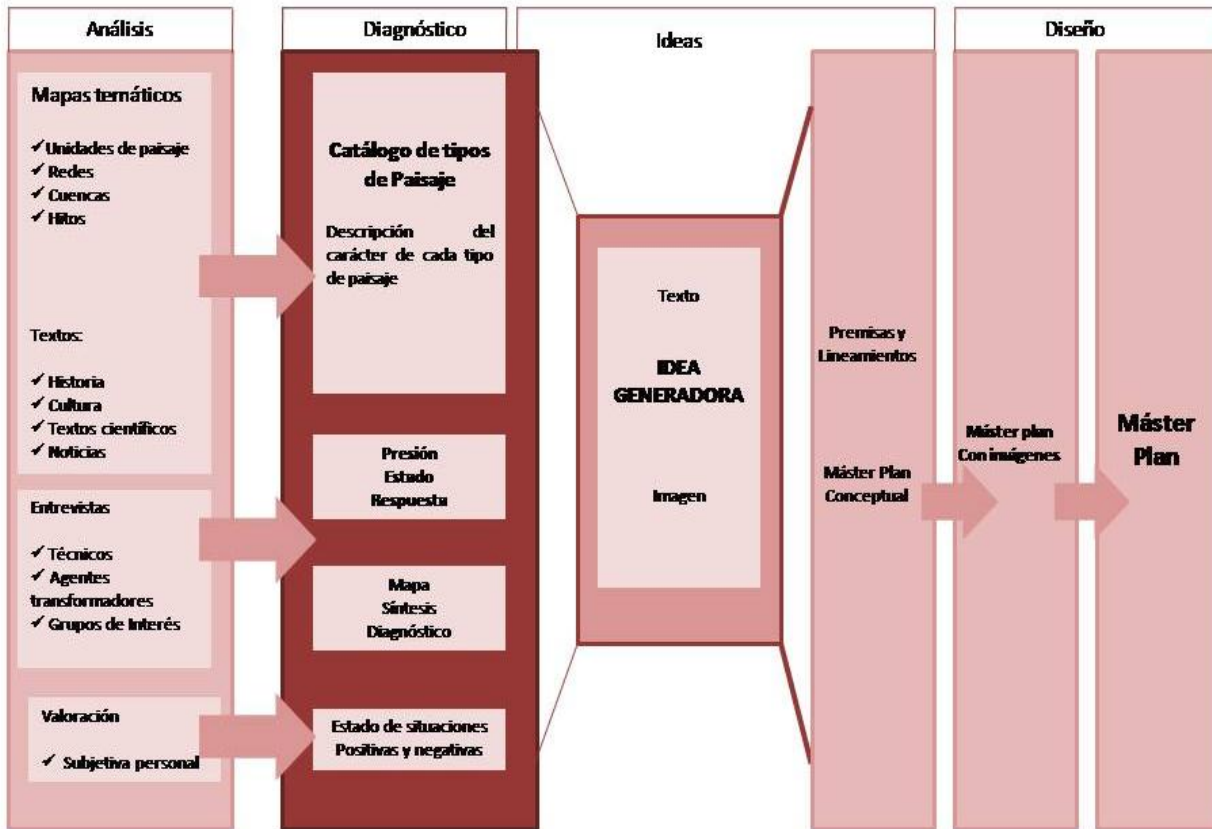 Análisis
Mapas temáticos
✓ Unidades de paisaje
✓ Redes
✓ Cuencas
✓ Hitos
Textos:
✓ Historia
✓ Cultura
✓ Textos científicos
✓ Noticias
Entrevistas
✓ Técnicos
✓ Agentes
transformadores
✓ Grupos de Interés
Valoración
✓ Subjetiva personal
Diagnóstico
Catálogo de tipos
de Paisaje
Descripción del
carácter de cada tipo
de paisaje
Presión
Estado
Respuesta
Mapa
Síntesis
Diagnóstico
Estado de situaciones
Positivas y negativas
Ideas
Texto
IDEA
GENERADORA
Imagen
Premisas y
Lineamientos
Máster Plan
Conceptual
Diseño
Máster plan
Con imágenes
Máster
Plan